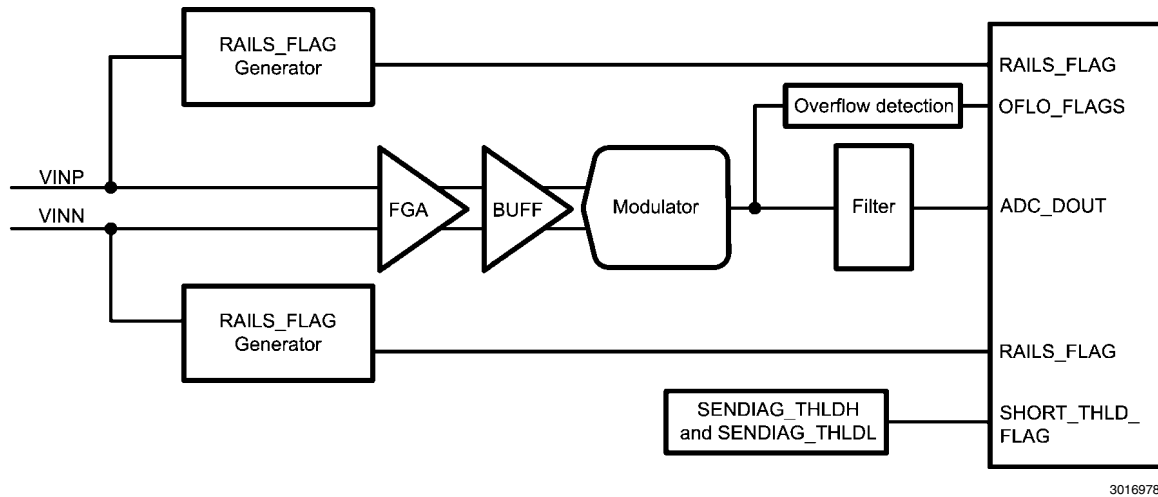 RAILS_FLAG
Generator
RAILS_FLAG
Overflow detection
OFLO_FLAGS
VINP
VINN
FGA
BUFF
Modulator
Filter
ADC_DOUT
RAILS_FLAG
Generator
RAILS_FLAG
SENDIAG_THLDH
and SENDIAG_THLDL
SHORT_THLD_
FLAG
3016978